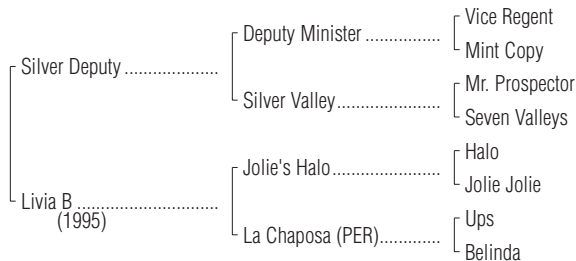 Vice Regent
Deputy Minister ................
Mint Copy
Silver Deputy ....................
Mr. Prospector
Silver Valley......................
Seven Valleys
Halo
Jolie's Halo.......................
Jolie Jolie
Livia B ..............................
(1995)
Ups
La Chaposa (PER).............
Belinda